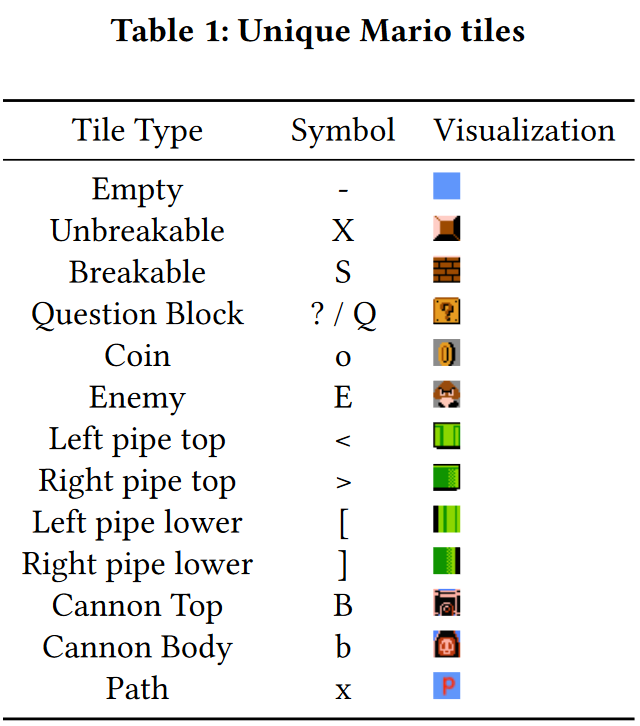 Table 1: Unique Mario tiles
Tile Type Symbol Visualization
Empty -
Unbreakable X
Breakable S
Question Block ? / Q ?
Coin o
Enemy E
Left pipe top <
Right pipe top >
Left pipe lower [
Right pipe lower ]
Cannon Top B
Cannon Body b
Path x P